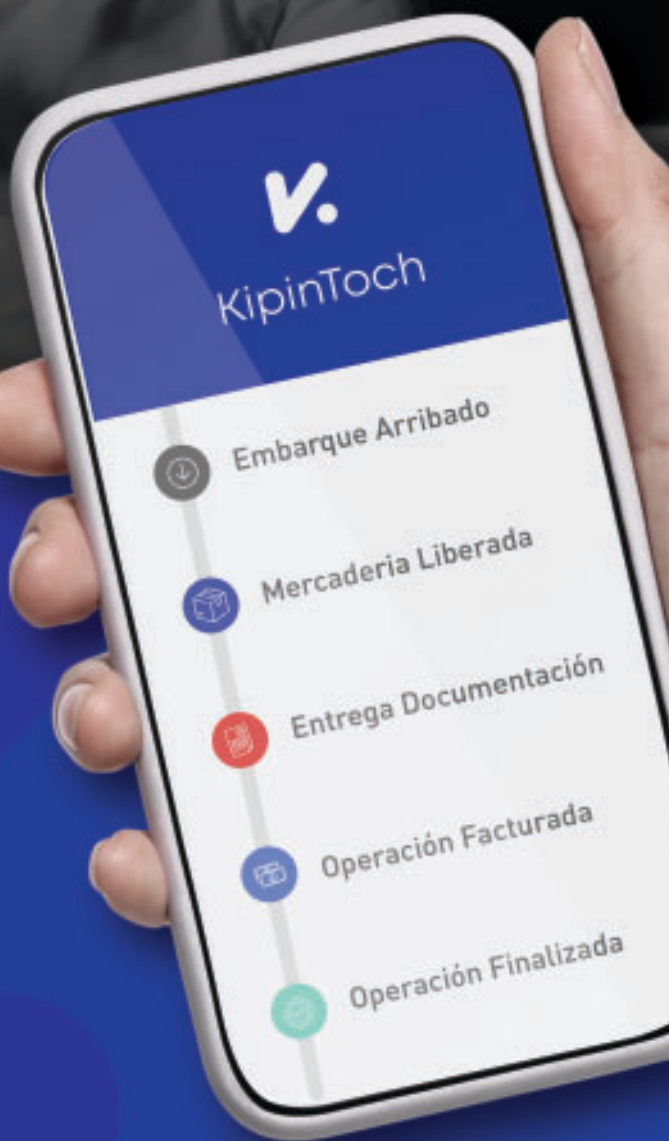 KipinToch
Embarque Arribado
Mercaderia Liberada
Entrega Documentación
Operación Facturada
Operación Finalizada